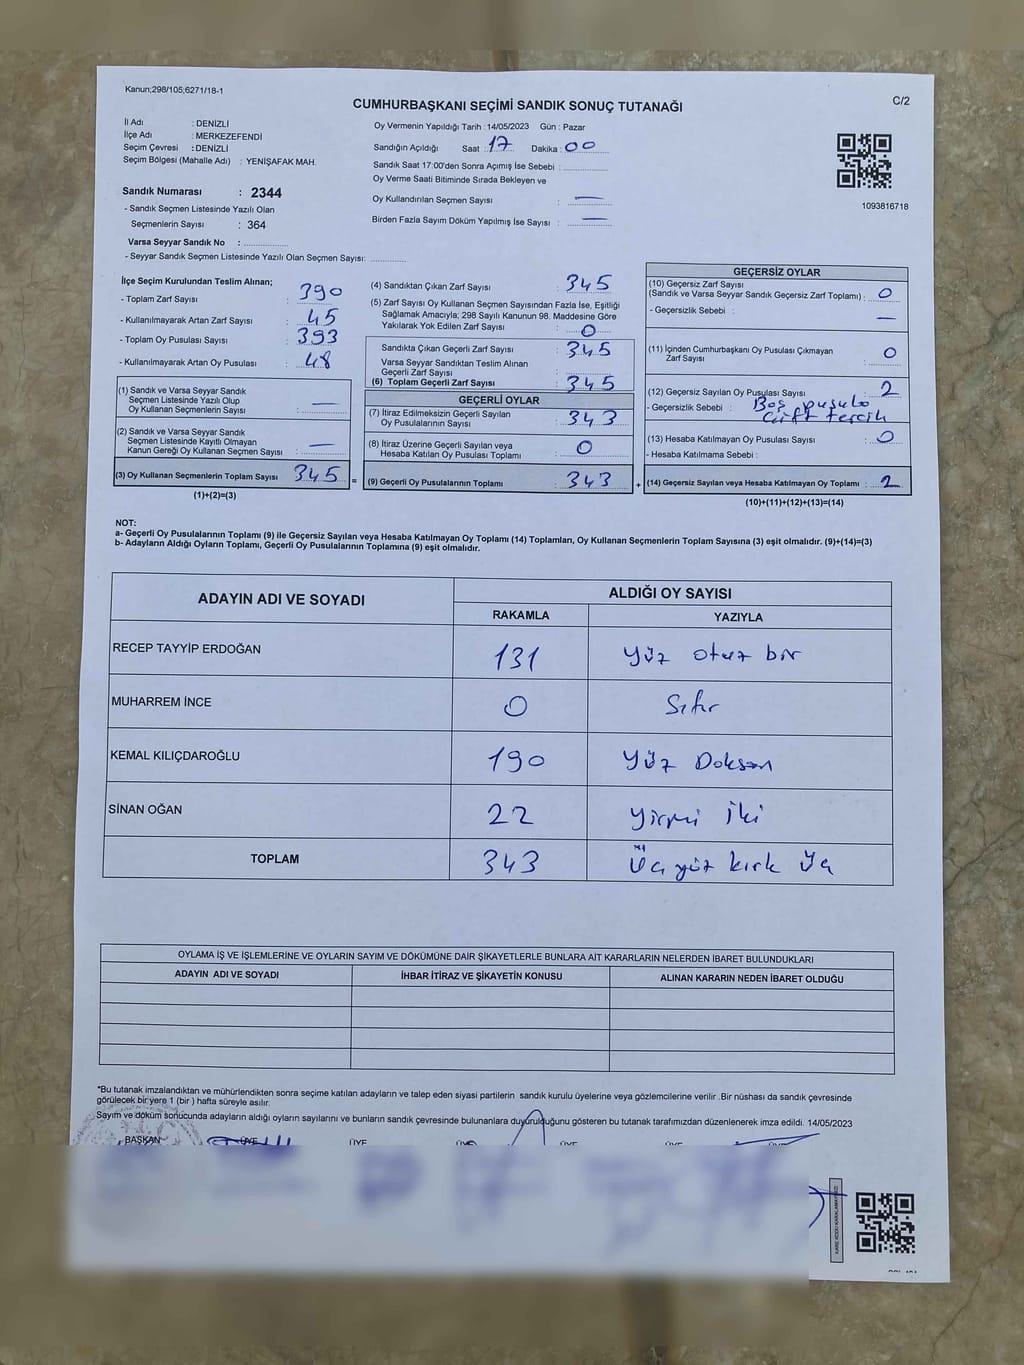 Kanun;298/105;6271/18-1
C/2
CUMHURBAŞKANI SEÇİMİ SANDIK SONUÇ TUTANAĞI
İl Adı : DENİZLİ
İlçe Adı : MERKEZEFENDİ
Seçim Çevresi : DENİZLİ
Seçim Bölgesi (Mahalle Adı) : YENİŞAFAK MAH.
Sandık Numarası : 2344
- Sandık Seçmen Listesinde Yazılı Olan
Seçmenlerin Sayısı : 364
Varsa Seyyar Sandık No :
- Seyyar Sandık Seçmen Listesinde Yazılı Olan Seçmen Sayısı:
Oy Vermenin Yapıldığı Tarih : 14/05/2023 Gün : Pazar
Sandığın Açıldığı Saat : 17 Dakika : 00
Sandık Saat 17:00'den Sonra Açımış İse Sebebi :
Oy Verme Saati Bitiminde Sırada Bekleyen ve
Oy Kullandırılan Seçmen Sayısı : —
Birden Fazla Sayım Döküm Yapılmış İse Sayısı : —
1093816718
İlçe Seçim Kurulundan Teslim Alınan;
- Toplam Zarf Sayısı : 390
- Kullanılmayarak Artan Zarf Sayısı : 45
- Toplam Oy Pusulası Sayısı : 393
- Kullanılmayarak Artan Oy Pusulası : 48
(1) Sandık ve Varsa Seyyar Sandık
Seçmen Listesinde Yazılı Olup
Oy Kullanan Seçmenlerin Sayısı : —
(2) Sandık ve Varsa Seyyar Sandık
Seçmen Listesinde Kayıtlı Olmayan
Kanun Gereği Oy Kullanan Seçmen Sayısı : —
(3) Oy Kullanan Seçmenlerin Toplam Sayısı : 345 =
(1)+(2)=(3)
(4) Sandıktan Çıkan Zarf Sayısı : 345
(5) Zarf Sayısı Oy Kullanan Seçmen Sayısından Fazla İse, Eşitliği
Sağlamak Amacıyla; 298 Sayılı Kanunun 98. Maddesine Göre
Yakılarak Yok Edilen Zarf Sayısı : 0
Sandıkta Çıkan Geçerli Zarf Sayısı : 345
Varsa Seyyar Sandıktan Teslim Alınan
Geçerli Zarf Sayısı :
(6) Toplam Geçerli Zarf Sayısı : 345
GEÇERLİ OYLAR
(7) İtiraz Edilmeksizin Geçerli Sayılan
Oy Pusulalarının Sayısı : 343
(8) İtiraz Üzerine Geçerli Sayılan veya
Hesaba Katılan Oy Pusulası Toplamı : 0
(9) Geçerli Oy Pusulalarının Toplamı : 343 +
GEÇERSİZ OYLAR
(10) Geçersiz Zarf Sayısı
(Sandık ve Varsa Seyyar Sandık Geçersiz Zarf Toplamı) : 0
- Geçersizlik Sebebi : —
(11) İçinden Cumhurbaşkanı Oy Pusulası Çıkmayan
Zarf Sayısı : 0
(12) Geçersiz Sayılan Oy Pusulası Sayısı : 2
- Geçersizlik Sebebi : Boş pusula
Çift tercih
(13) Hesaba Katılmayan Oy Pusulası Sayısı : 0
- Hesaba Katılmama Sebebi :
(14) Geçersiz Sayılan veya Hesaba Katılmayan Oy Toplamı : 2
(10)+(11)+(12)+(13)=(14)
NOT:
a- Geçerli Oy Pusulalarının Toplamı (9) ile Geçersiz Sayılan veya Hesaba Katılmayan Oy Toplamı (14) Toplamları, Oy Kullanan Seçmenlerin Toplam Sayısına (3) eşit olmalıdır. (9)+(14)=(3)
b- Adayların Aldığı Oyların Toplamı, Geçerli Oy Pusulalarının Toplamına (9) eşit olmalıdır.
ADAYIN ADI VE SOYADI
ALDIĞI OY SAYISI
RAKAMLA YAZIYLA
RECEP TAYYİP ERDOĞAN 131 Yüz otuz bir
MUHARREM İNCE 0 Sıfır
KEMAL KILIÇDAROĞLU 190 Yüz Doksan
SİNAN OĞAN 22 Yirmi İki
TOPLAM 343 Üç yüz kırk üç
OYLAMA İŞ VE İŞLEMLERİNE VE OYLARIN SAYIM VE DÖKÜMÜNE DAİR ŞİKAYETLERLE BUNLARA AİT KARARLARIN NELERDEN İBARET BULUNDUKLARI
ADAYIN ADI VE SOYADI İHBAR İTİRAZ VE ŞİKAYETİN KONUSU ALINAN KARARIN NEDEN İBARET OLDUĞU
*Bu tutanak imzalandıktan ve mühürlendikten sonra seçime katılan adayların ve talep eden siyasi partilerin sandık kurulu üyelerine veya gözlemcilerine verilir .Bir nüshası da sandık çevresinde
görülecek bir yere 1 (bir ) hafta süreyle asılır.
Sayım ve döküm sonucunda adayların aldığı oyların sayılarını ve bunların sandık çevresinde bulunanlara duyurulduğunu gösteren bu tutanak tarafımızdan düzenlenerek imza edildi. 14/05/2023
BAŞKAN ÜYE ÜYE ÜYE ÜYE ÜYE ÜYE